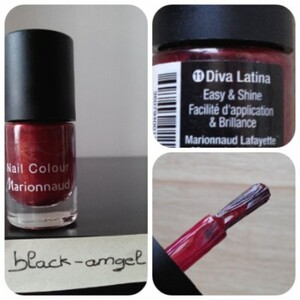 Nail Colour
Marionnaud
black-angel
11 Diva Latina
Easy & Shine
Facilité d'application
& Brillance
Marionnaud Lafayette